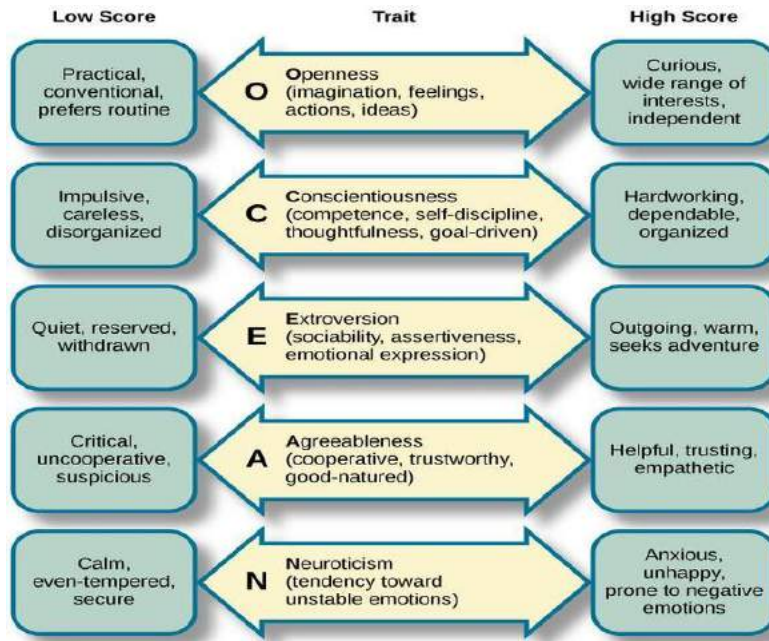 Low Score
Trait
High Score
Practical,
conventional,
prefers routine
O
Openness
(imagination, feelings,
actions, ideas)
Curious,
wide range of
interests,
independent
Impulsive,
careless,
disorganized
C
Conscientiousness
(competence, self-discipline,
thoughtfulness, goal-driven)
Hardworking,
dependable,
organized
Quiet, reserved,
withdrawn
E
Extroversion
(sociability, assertiveness,
emotional expression)
Outgoing, warm,
seeks adventure
Critical,
uncooperative,
suspicious
A
Agreeableness
(cooperative, trustworthy,
good-natured)
Helpful, trusting,
empathetic
Calm,
even-tempered,
secure
N
Neuroticism
(tendency toward
unstable emotions)
Anxious,
unhappy,
prone to negative
emotions